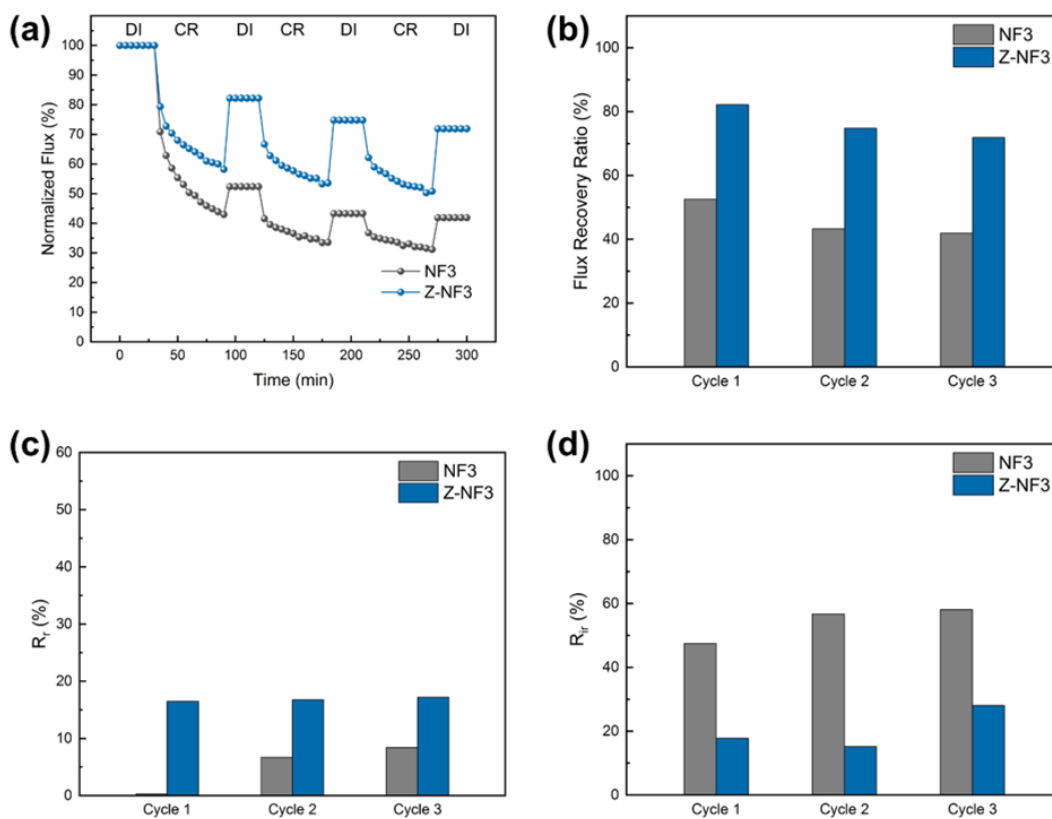 (a)
DI CR DI CR DI CR DI
100
90
80
70
60
50
40
30
20
10
0
Normalized Flux (%)
NF3
Z-NF3
0 50 100 150 200 250 300
Time (min)
(b)
NF3
Z-NF3
100
80
60
40
20
0
Flux Recovery Ratio (%)
Cycle 1 Cycle 2 Cycle 3
(c)
NF3
Z-NF3
60
50
40
30
20
10
0
Rr (%)
Cycle 1 Cycle 2 Cycle 3
(d)
NF3
Z-NF3
100
80
60
40
20
0
Rir (%)
Cycle 1 Cycle 2 Cycle 3